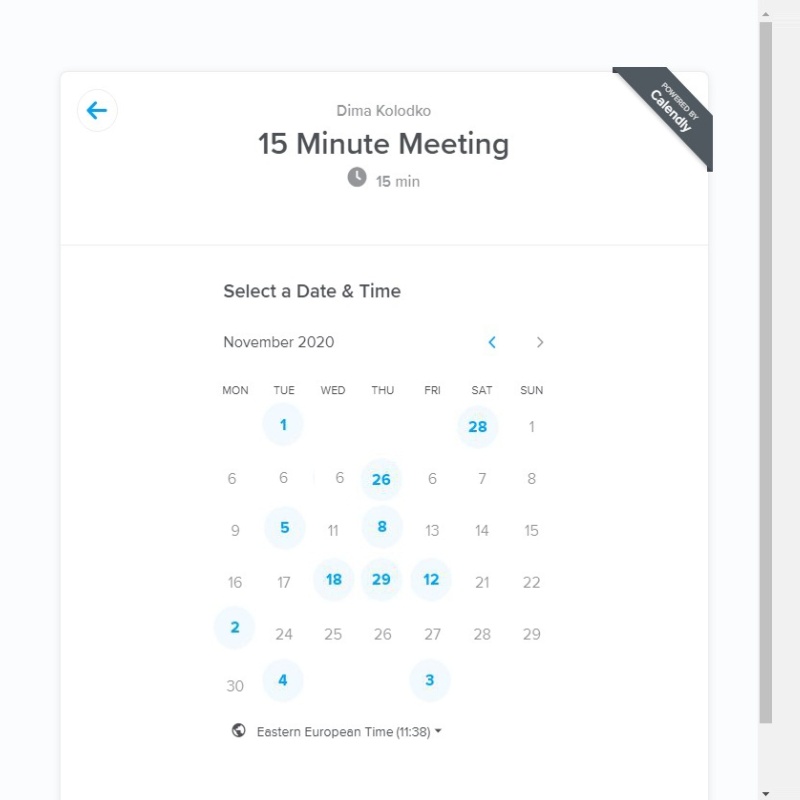 POWERED BY
Calendly
Dima Kolodko
15 Minute Meeting
15 min
Select a Date & Time
November 2020
MON TUE WED THU FRI SAT SUN
1 28 1
6 6 6 26 6 7 8
9 5 11 8 13 14 15
16 17 18 29 12 21 22
2 24 25 26 27 28 29
30 4 3
Eastern European Time (11:38)